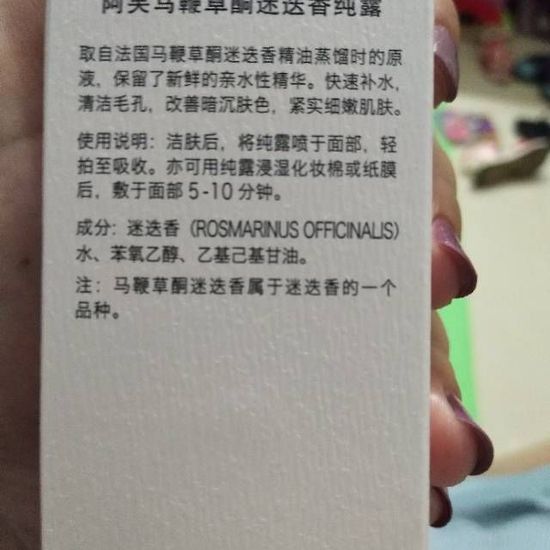 阿芙马鞭草酮迷迭香纯露
取自法国马鞭草酮迷迭香精油蒸馏时的原
液，保留了新鲜的亲水性精华。快速补水，
清洁毛孔，改善暗沉肤色，紧实细嫩肌肤。
使用说明：洁肤后，将纯露喷于面部，轻
拍至吸收。亦可用纯露浸湿化妆棉或纸膜
后，敷于面部 5-10 分钟。
成分：迷迭香（ROSMARINUS OFFICINALIS）
水、苯氧乙醇、乙基己基甘油。
注：马鞭草酮迷迭香属于迷迭香的一个
品种。